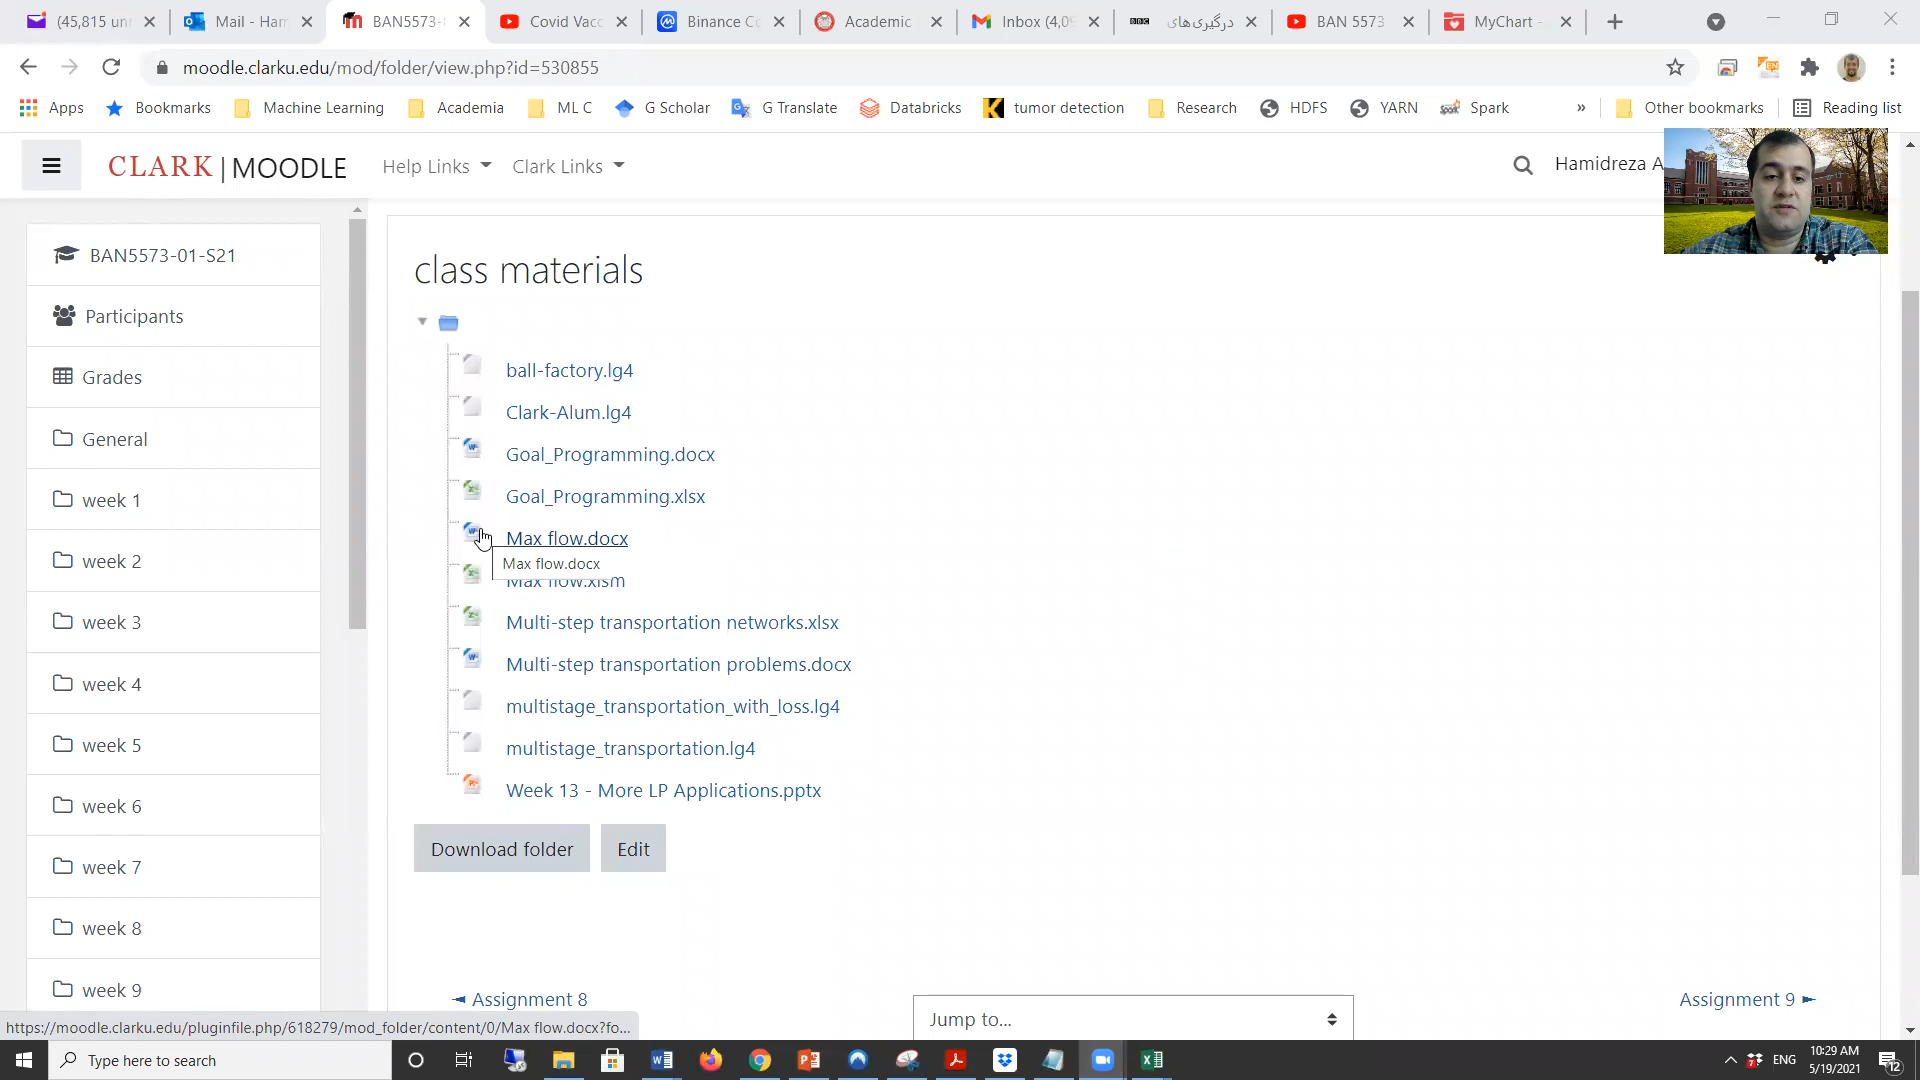 (45,815 un
Mail - Ham
BAN5573-
Covid Vacc
Binance Co
Academic
Inbox (4,09
BBC
درگیری‌های
BAN 5573
MyChart -
moodle.clarku.edu/mod/folder/view.php?id=530855
Apps
Bookmarks
Machine Learning
Academia
ML C
G Scholar
G Translate
Databricks
tumor detection
Research
HDFS
YARN
Spark
»
Other bookmarks
Reading list
CLARK | MOODLE
Help Links
Clark Links
Hamidreza A
BAN5573-01-S21
Participants
Grades
General
week 1
week 2
week 3
week 4
week 5
week 6
week 7
week 8
week 9
class materials
ball-factory.lg4
Clark-Alum.lg4
Goal_Programming.docx
Goal_Programming.xlsx
Max flow.docx
Max flow.docx
Max flow.xlsm
Multi-step transportation networks.xlsx
Multi-step transportation problems.docx
multistage_transportation_with_loss.lg4
multistage_transportation.lg4
Week 13 - More LP Applications.pptx
Download folder
Edit
◄ Assignment 8
Jump to...
Assignment 9 ►
https://moodle.clarku.edu/pluginfile.php/618279/mod_folder/content/0/Max flow.docx?fo...
Type here to search
ENG
10:29 AM
5/19/2021
12